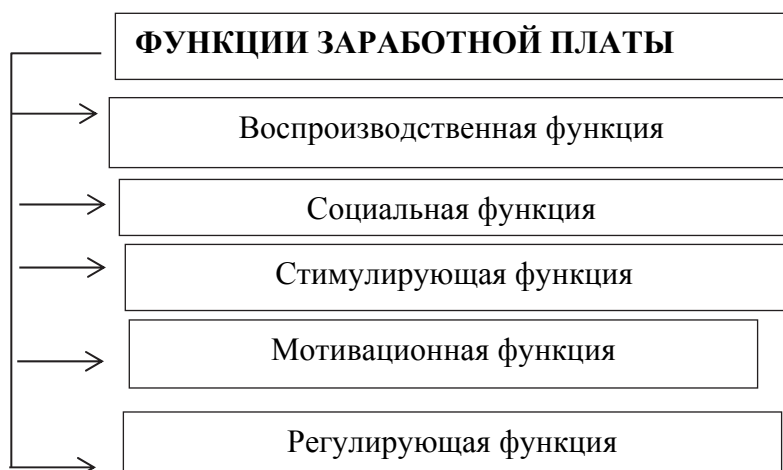 ФУНКЦИИ ЗАРАБОТНОЙ ПЛАТЫ
Воспроизводственная функция
Социальная функция
Стимулирующая функция
Мотивационная функция
Регулирующая функция